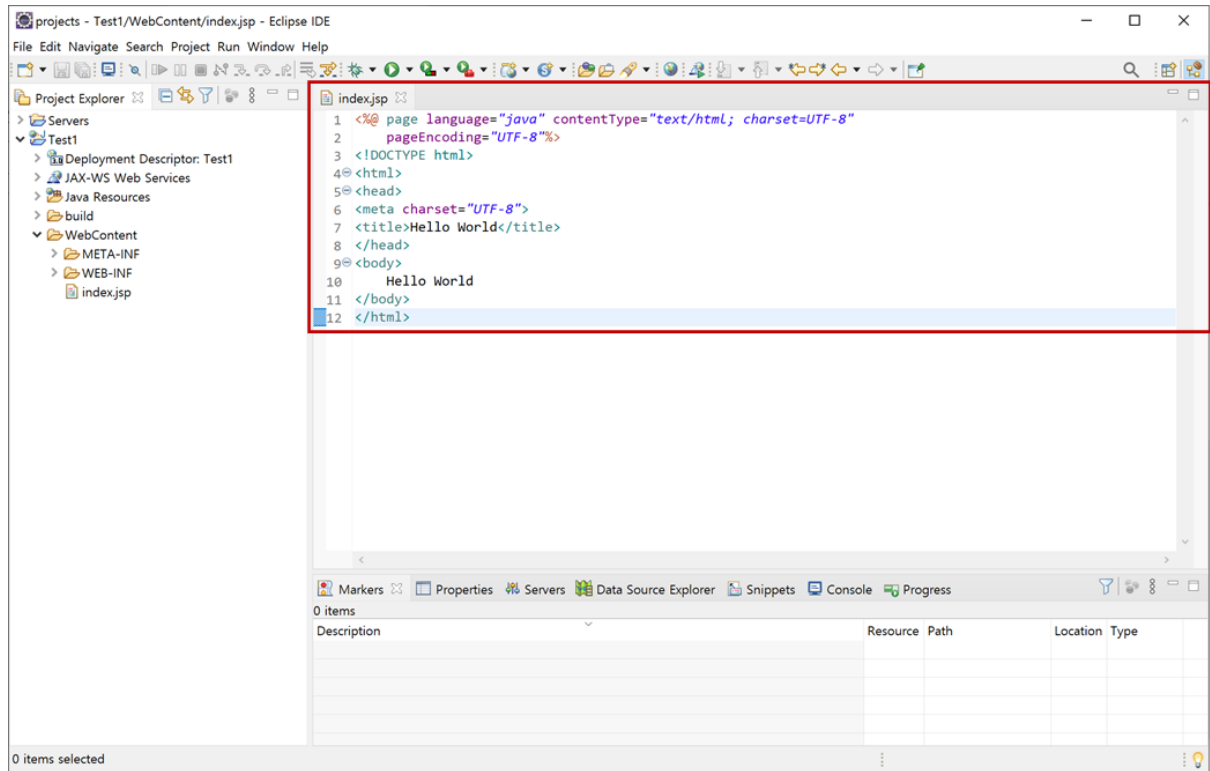 projects - Test1/WebContent/index.jsp - Eclipse IDE
File Edit Navigate Search Project Run Window Help
Project Explorer
Servers
Test1
Deployment Descriptor: Test1
JAX-WS Web Services
Java Resources
build
WebContent
META-INF
WEB-INF
index.jsp
index.jsp
1 <%@ page language="java" contentType="text/html; charset=UTF-8"
2     pageEncoding="UTF-8"%>
3 <!DOCTYPE html>
4 <html>
5 <head>
6 <meta charset="UTF-8">
7 <title>Hello World</title>
8 </head>
9 <body>
10     Hello World
11 </body>
12 </html>
Markers Properties Servers Data Source Explorer Snippets Console Progress
0 items
Description Resource Path Location Type
0 items selected